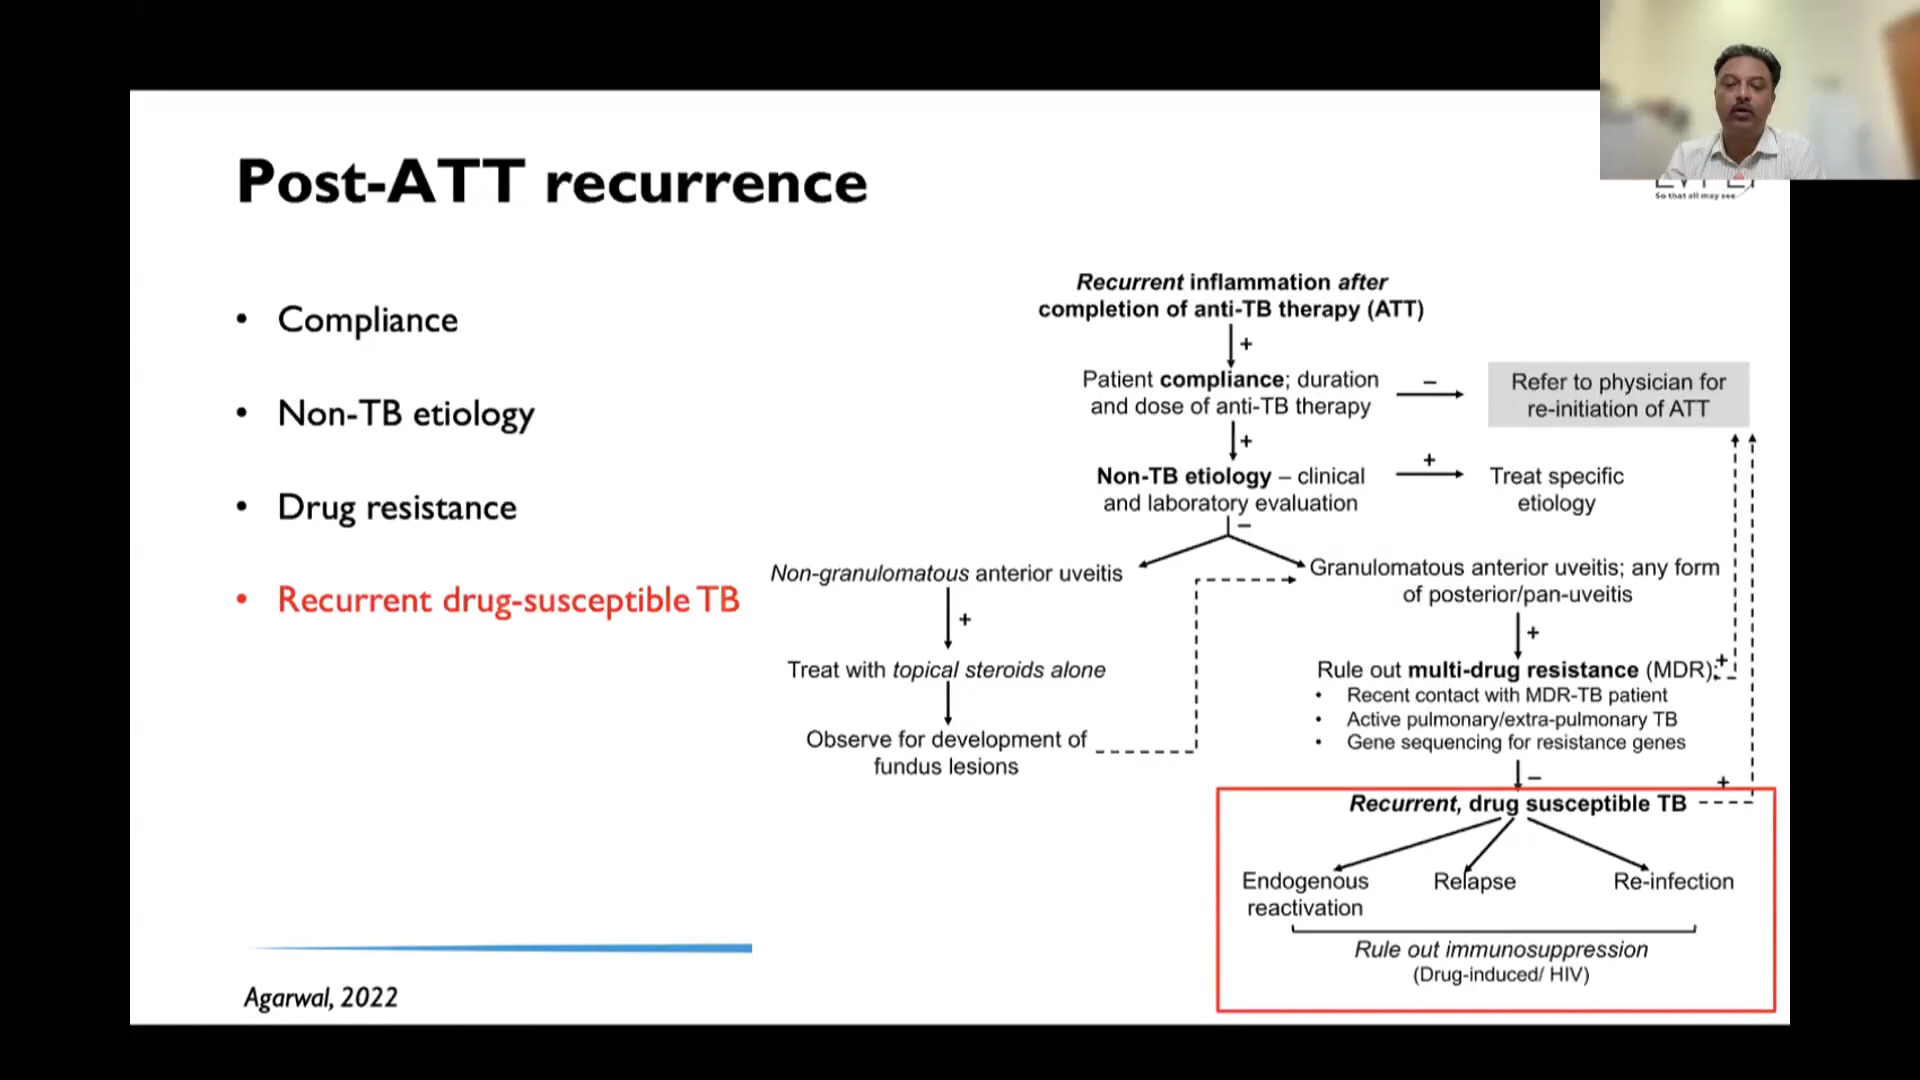 Post-ATT recurrence
So that all may see
• Compliance
• Non-TB etiology
• Drug resistance
• Recurrent drug-susceptible TB
Agarwal, 2022
Recurrent inflammation after
completion of anti-TB therapy (ATT)
+
Patient compliance; duration
and dose of anti-TB therapy
–
Refer to physician for
re-initiation of ATT
+
Non-TB etiology – clinical
and laboratory evaluation
+
Treat specific
etiology
–
Non-granulomatous anterior uveitis
+
Treat with topical steroids alone
Observe for development of
fundus lesions
Granulomatous anterior uveitis; any form
of posterior/pan-uveitis
+
Rule out multi-drug resistance (MDR):
+
• Recent contact with MDR-TB patient
• Active pulmonary/extra-pulmonary TB
• Gene sequencing for resistance genes
–
+
Recurrent, drug susceptible TB
Endogenous
reactivation
Relapse
Re-infection
Rule out immunosuppression
(Drug-induced/ HIV)